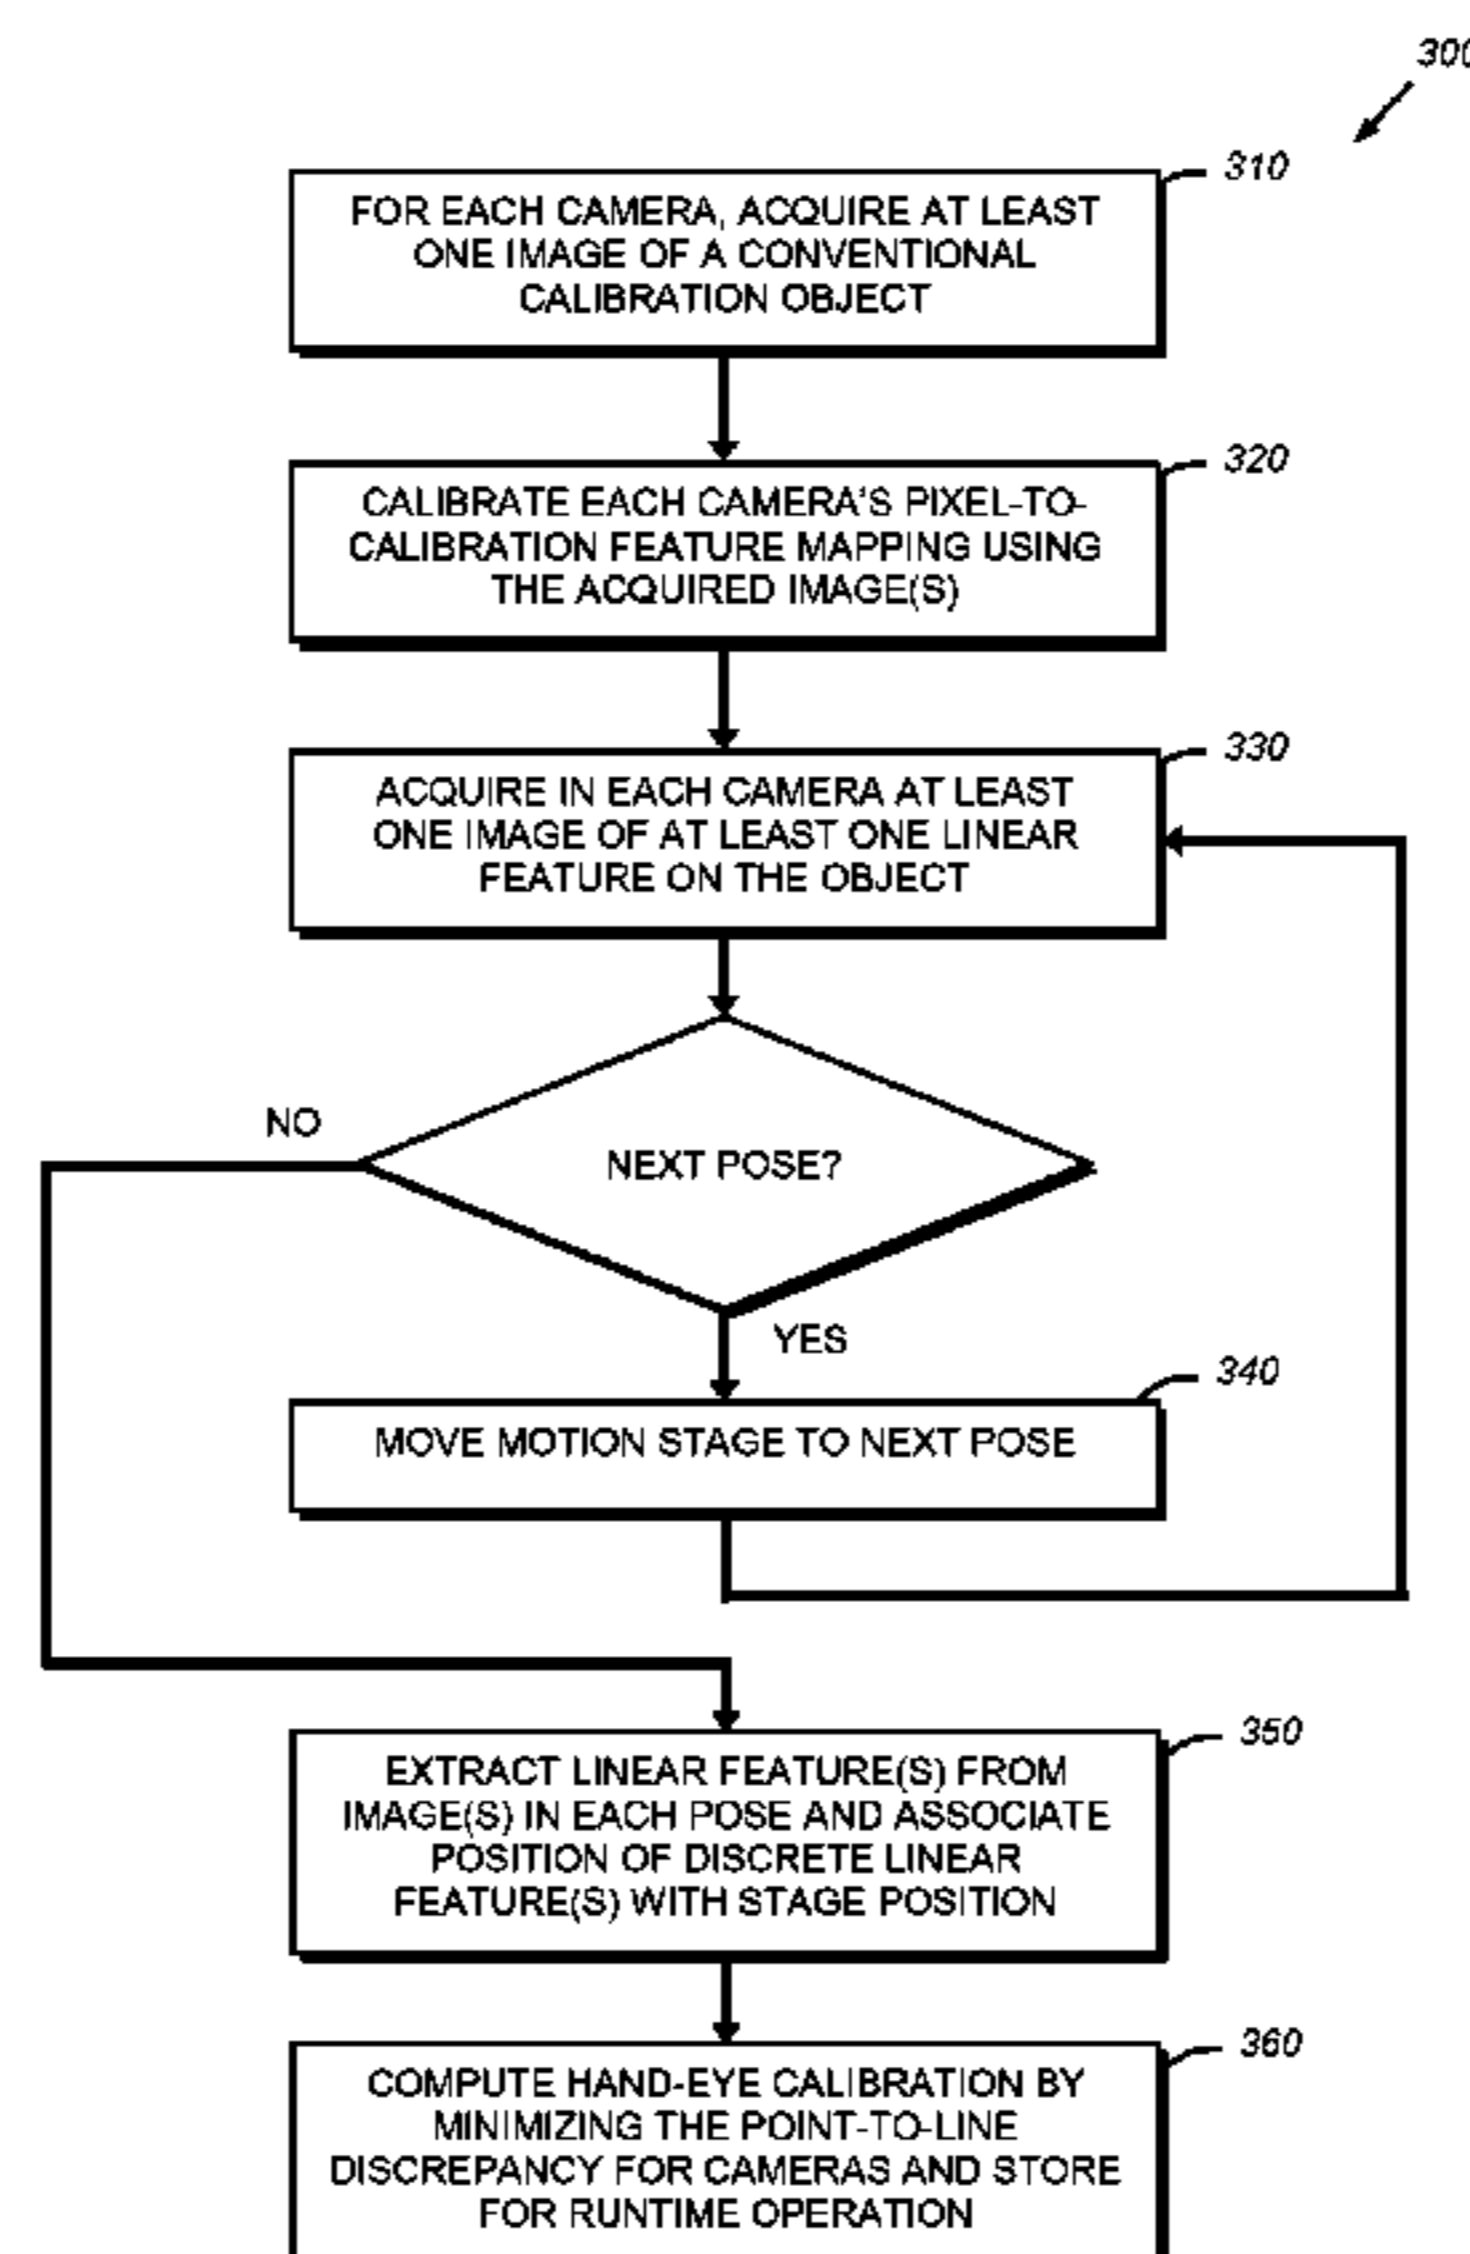 300
310
FOR EACH CAMERA, ACQUIRE AT LEAST
ONE IMAGE OF A CONVENTIONAL
CALIBRATION OBJECT
320
CALIBRATE EACH CAMERA'S PIXEL-TO-
CALIBRATION FEATURE MAPPING USING
THE ACQUIRED IMAGE(S)
330
ACQUIRE IN EACH CAMERA AT LEAST
ONE IMAGE OF AT LEAST ONE LINEAR
FEATURE ON THE OBJECT
NO
NEXT POSE?
YES
340
MOVE MOTION STAGE TO NEXT POSE
350
EXTRACT LINEAR FEATURE(S) FROM
IMAGE(S) IN EACH POSE AND ASSOCIATE
POSITION OF DISCRETE LINEAR
FEATURE(S) WITH STAGE POSITION
360
COMPUTE HAND-EYE CALIBRATION BY
MINIMIZING THE POINT-TO-LINE
DISCREPANCY FOR CAMERAS AND STORE
FOR RUNTIME OPERATION